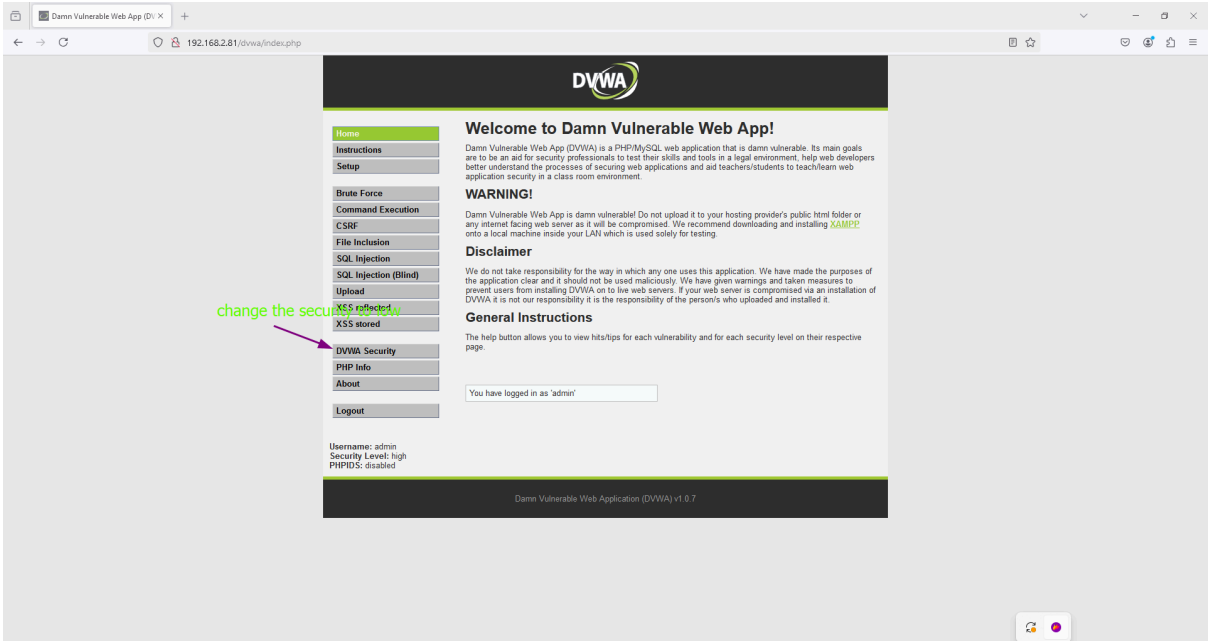 Damn Vulnerable Web App (DV
192.168.2.81/dvwa/index.php
DVWA
Home
Instructions
Setup
Brute Force
Command Execution
CSRF
File Inclusion
SQL Injection
SQL Injection (Blind)
Upload
XSS reflected
change the security to low
XSS stored
DVWA Security
PHP Info
About
Logout
Username: admin
Security Level: high
PHPIDS: disabled
Welcome to Damn Vulnerable Web App!
Damn Vulnerable Web App (DVWA) is a PHP/MySQL web application that is damn vulnerable. Its main goals
are to be an aid for security professionals to test their skills and tools in a legal environment, help web developers
better understand the processes of securing web applications and aid teachers/students to teach/learn web
application security in a class room environment.
WARNING!
Damn Vulnerable Web App is damn vulnerable! Do not upload it to your hosting provider's public html folder or
any internet facing web server as it will be compromised. We recommend downloading and installing XAMPP
onto a local machine inside your LAN which is used solely for testing.
Disclaimer
We do not take responsibility for the way in which any one uses this application. We have made the purposes of
the application clear and it should not be used maliciously. We have given warnings and taken measures to
prevent users from installing DVWA on to live web servers. If your web server is compromised via an installation of
DVWA it is not our responsibility it is the responsibility of the person/s who uploaded and installed it.
General Instructions
The help button allows you to view hits/tips for each vulnerability and for each security level on their respective
page.
You have logged in as 'admin'
Damn Vulnerable Web Application (DVWA) v1.0.7